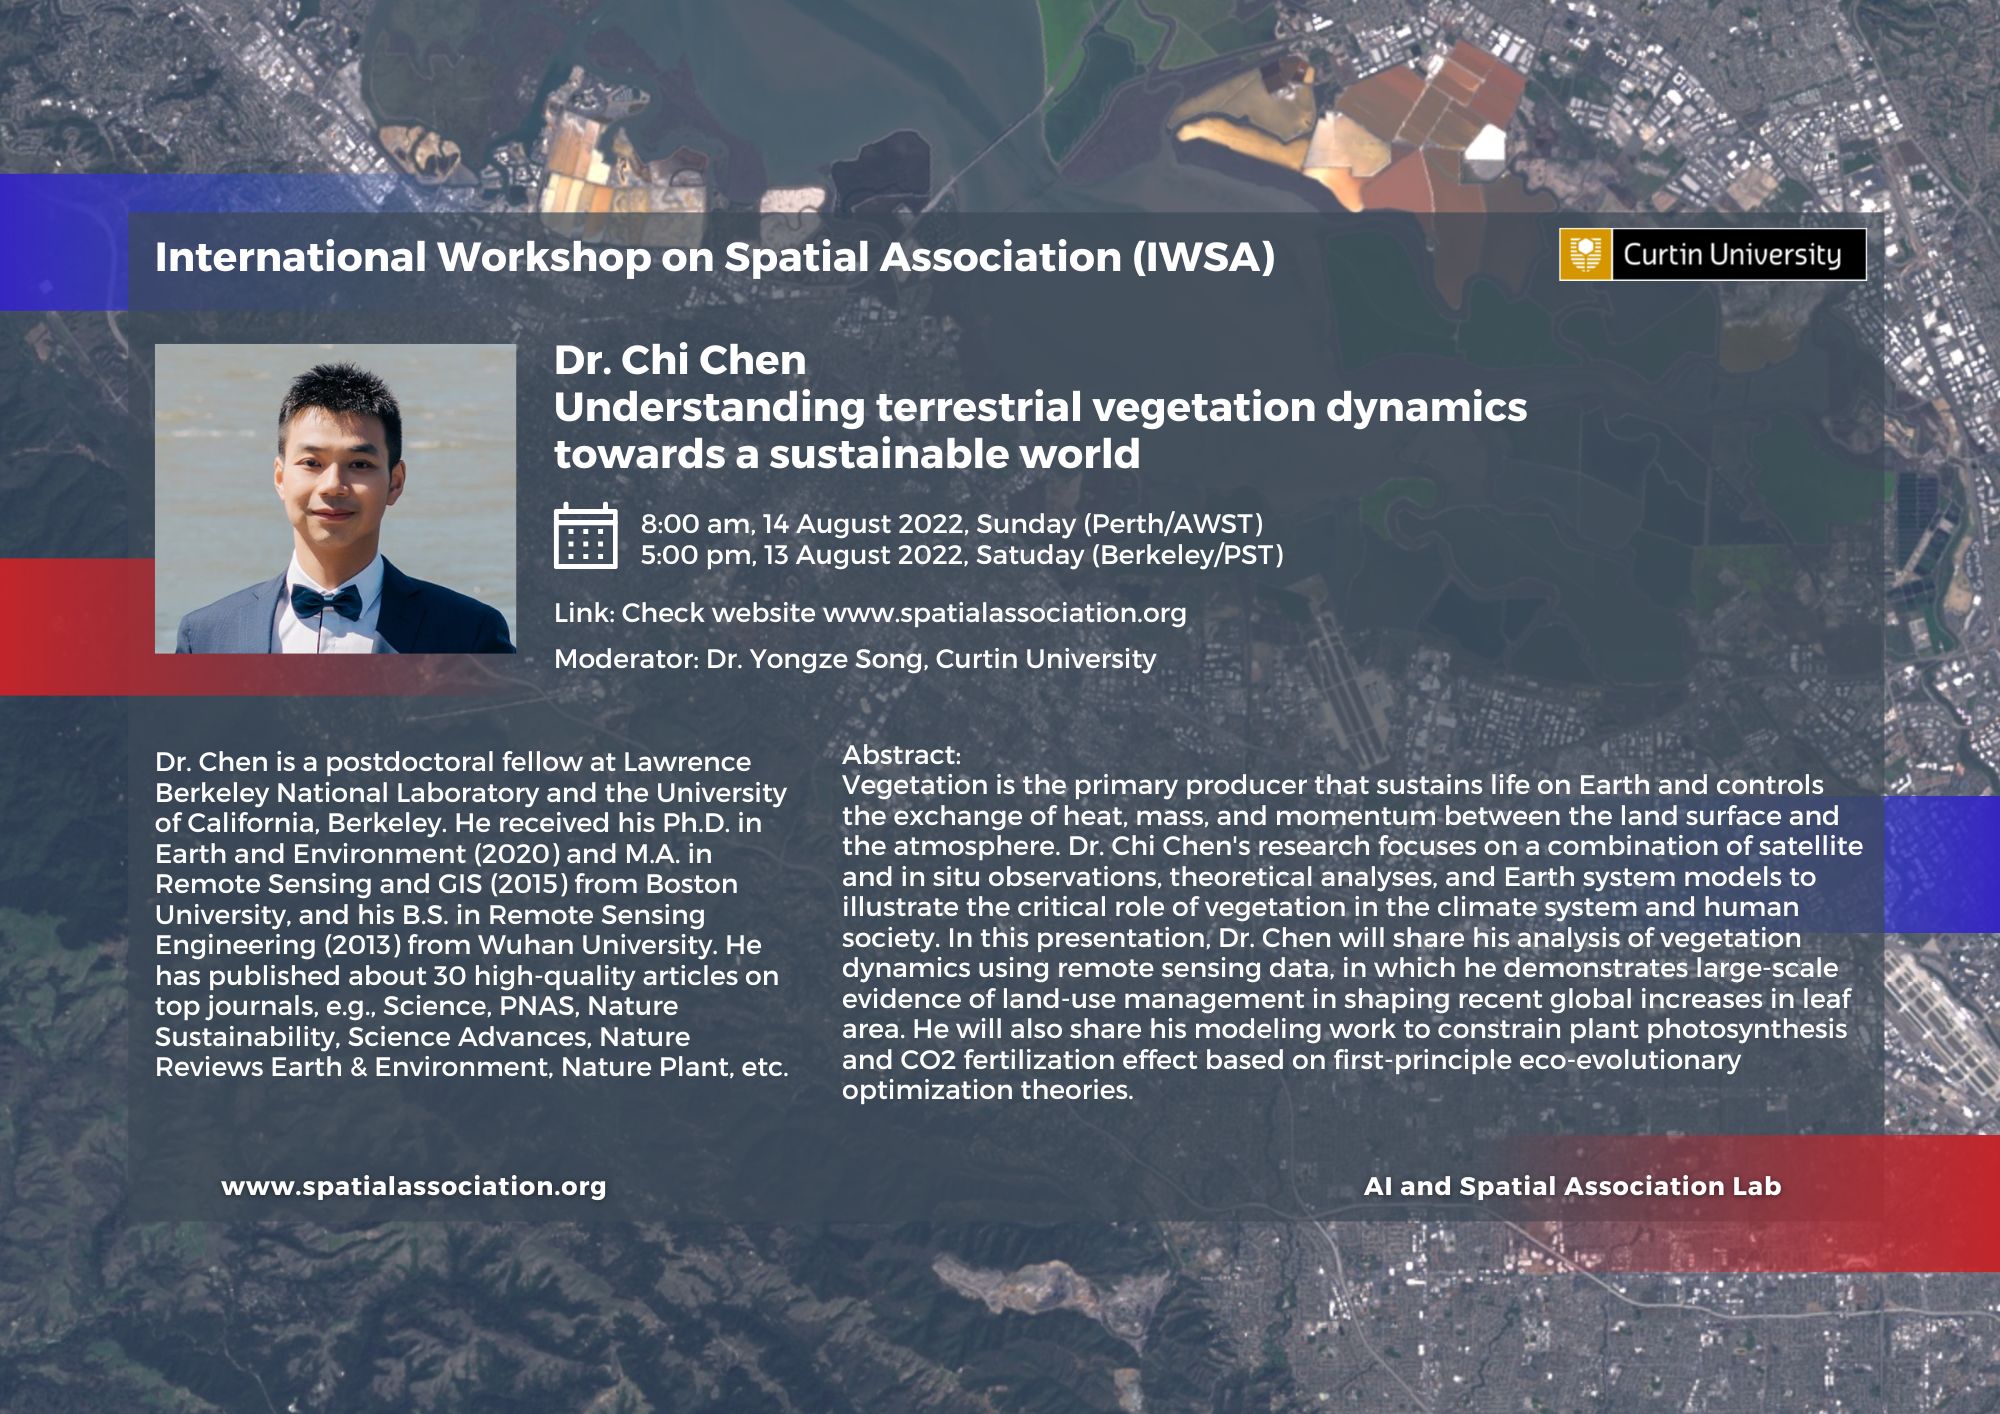 International Workshop on Spatial Association (IWSA)
Curtin University
Dr. Chi Chen
Understanding terrestrial vegetation dynamics
towards a sustainable world
8:00 am, 14 August 2022, Sunday (Perth/AWST)
5:00 pm, 13 August 2022, Satuday (Berkeley/PST)
Link: Check website www.spatialassociation.org
Moderator: Dr. Yongze Song, Curtin University
Dr. Chen is a postdoctoral fellow at Lawrence
Berkeley National Laboratory and the University
of California, Berkeley. He received his Ph.D. in
Earth and Environment (2020) and M.A. in
Remote Sensing and GIS (2015) from Boston
University, and his B.S. in Remote Sensing
Engineering (2013) from Wuhan University. He
has published about 30 high-quality articles on
top journals, e.g., Science, PNAS, Nature
Sustainability, Science Advances, Nature
Reviews Earth & Environment, Nature Plant, etc.
Abstract:
Vegetation is the primary producer that sustains life on Earth and controls
the exchange of heat, mass, and momentum between the land surface and
the atmosphere. Dr. Chi Chen's research focuses on a combination of satellite
and in situ observations, theoretical analyses, and Earth system models to
illustrate the critical role of vegetation in the climate system and human
society. In this presentation, Dr. Chen will share his analysis of vegetation
dynamics using remote sensing data, in which he demonstrates large-scale
evidence of land-use management in shaping recent global increases in leaf
area. He will also share his modeling work to constrain plant photosynthesis
and CO2 fertilization effect based on first-principle eco-evolutionary
optimization theories.
www.spatialassociation.org
AI and Spatial Association Lab